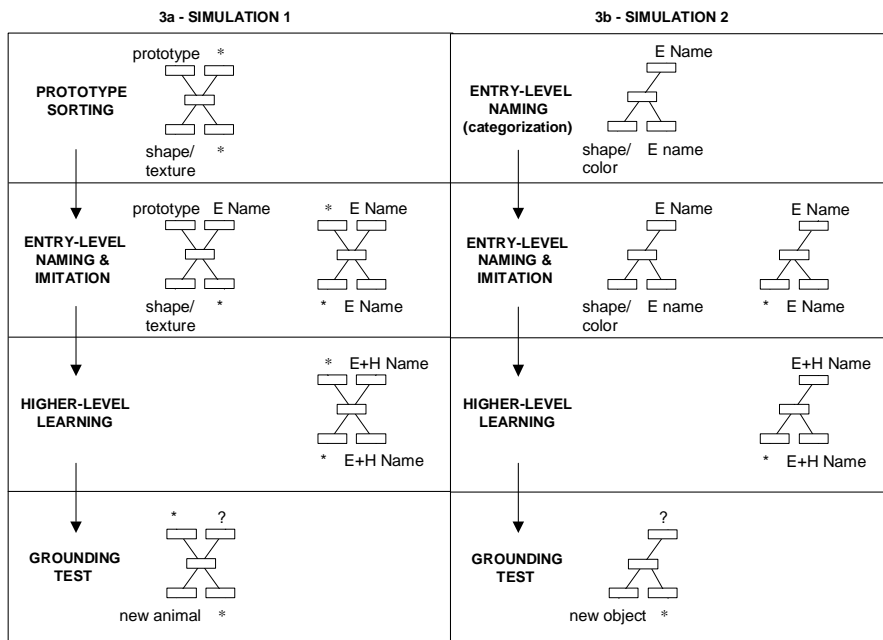 3a - SIMULATION 1
3b - SIMULATION 2
prototype *
PROTOTYPE
SORTING
shape/ *
texture
E Name
ENTRY-LEVEL
NAMING
(categorization)
shape/ E name
color
prototype E Name * E Name
ENTRY-LEVEL
NAMING &
IMITATION
shape/ * * E Name
texture
E Name E Name
ENTRY-LEVEL
NAMING &
IMITATION
shape/ E name * E Name
color
* E+H Name
HIGHER-LEVEL
LEARNING
* E+H Name
E+H Name
HIGHER-LEVEL
LEARNING
* E+H Name
* ?
GROUNDING
TEST
new animal *
?
GROUNDING
TEST
new object *